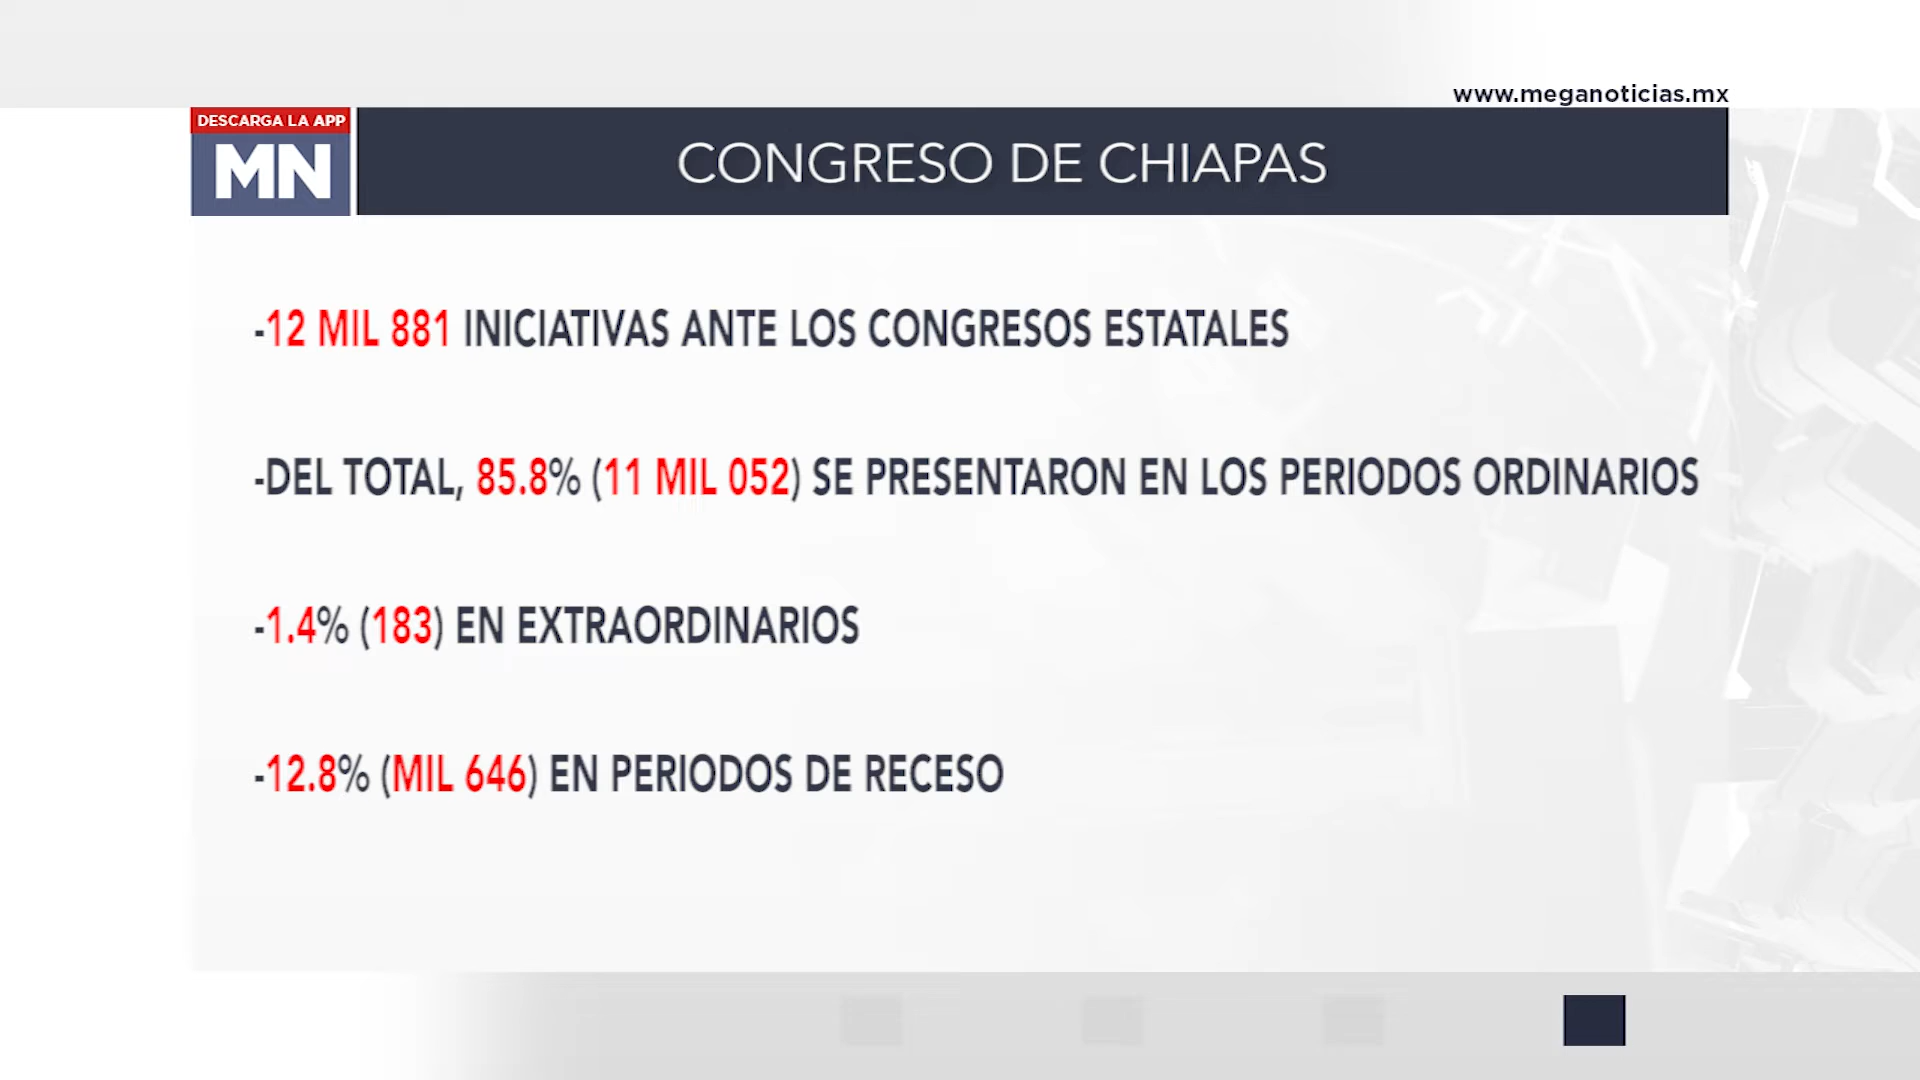 www.meganoticias.mx
DESCARGA LA APP
MN
CONGRESO DE CHIAPAS
-12 MIL 881 INICIATIVAS ANTE LOS CONGRESOS ESTATALES
-DEL TOTAL, 85.8% (11 MIL 052) SE PRESENTARON EN LOS PERIODOS ORDINARIOS
-1.4% (183) EN EXTRAORDINARIOS
-12.8% (MIL 646) EN PERIODOS DE RECESO